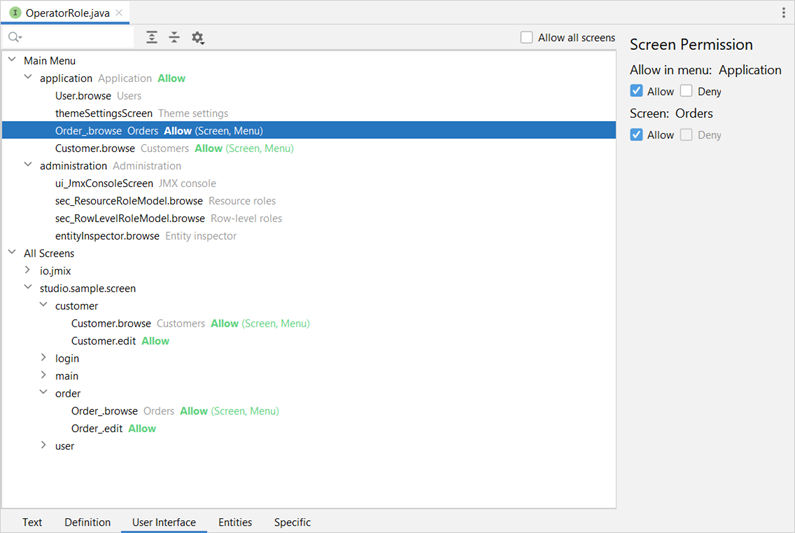 OperatorRole.java
Allow all screens
Main Menu
application Application Allow
User.browse Users
themeSettingsScreen Theme settings
Order_.browse Orders Allow (Screen, Menu)
Customer.browse Customers Allow (Screen, Menu)
administration Administration
ui_JmxConsoleScreen JMX console
sec_ResourceRoleModel.browse Resource roles
sec_RowLevelRoleModel.browse Row-level roles
entityInspector.browse Entity inspector
All Screens
io.jmix
studio.sample.screen
customer
Customer.browse Customers Allow (Screen, Menu)
Customer.edit Allow
login
main
order
Order_.browse Orders Allow (Screen, Menu)
Order_.edit Allow
user
Screen Permission
Allow in menu: Application
Allow Deny
Screen: Orders
Allow Deny
Text Definition User Interface Entities Specific